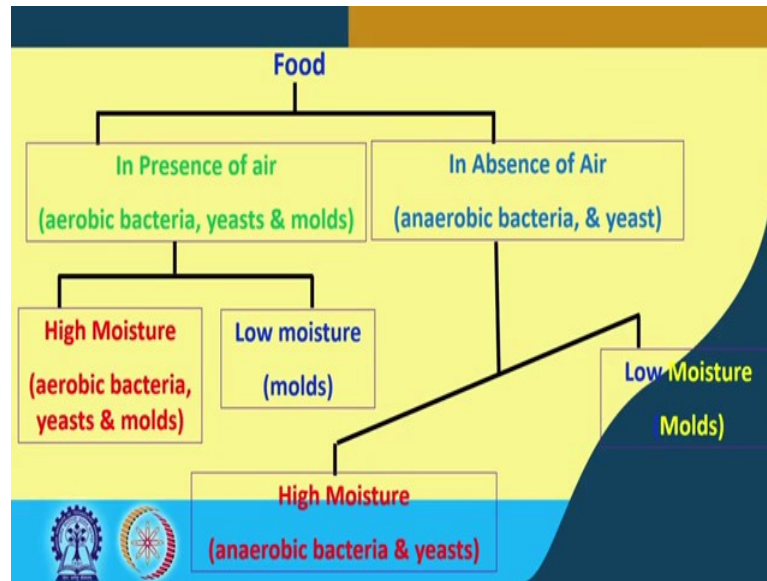 Food
In Presence of air
(aerobic bacteria, yeasts & molds)
In Absence of Air
(anaerobic bacteria, & yeast)
High Moisture
(aerobic bacteria,
yeasts & molds)
Low moisture
(molds)
Low Moisture
(Molds)
High Moisture
(anaerobic bacteria & yeasts)